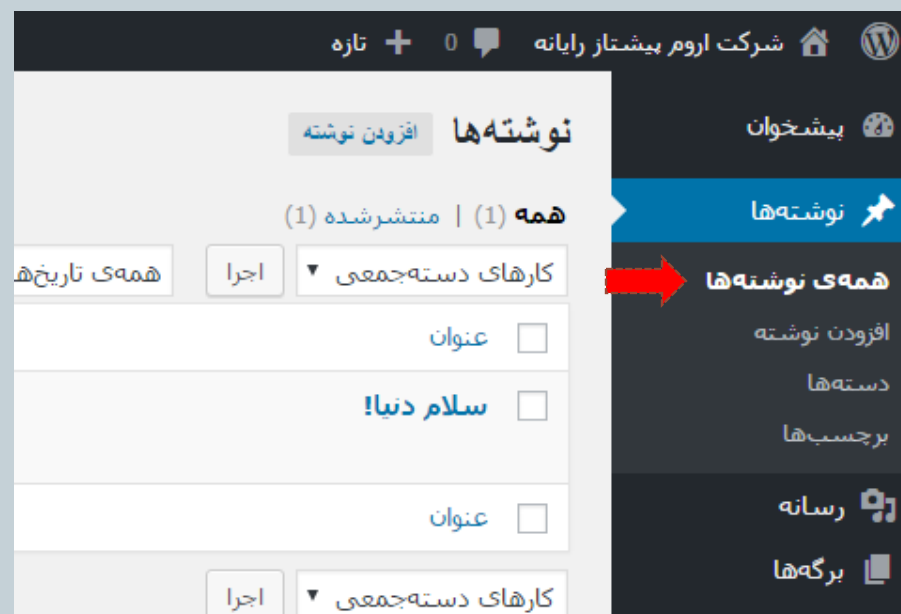 شرکت اروم پیشتاز رایانه 0 تازه
پیشخوان
نوشته‌ها
همه‌ی نوشته‌ها
افزودن نوشته
دسته‌ها
برچسب‌ها
رسانه
برگه‌ها
نوشته‌ها افزودن نوشته
همه (1) | منتشرشده (1)
کارهای دسته‌جمعی اجرا
عنوان
سلام دنیا!
عنوان
کارهای دسته‌جمعی اجرا